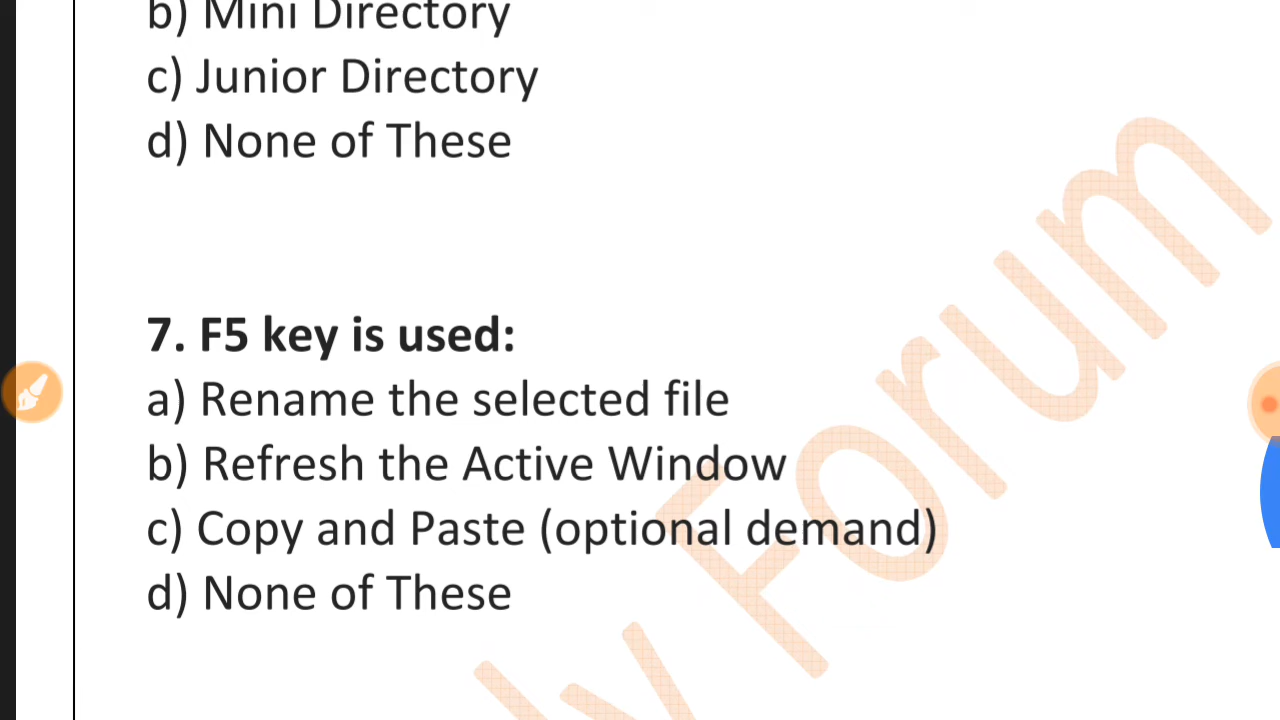 b) Mini Directory
c) Junior Directory
d) None of These
7. F5 key is used:
a) Rename the selected file
b) Refresh the Active Window
c) Copy and Paste (optional demand)
d) None of These
Forum